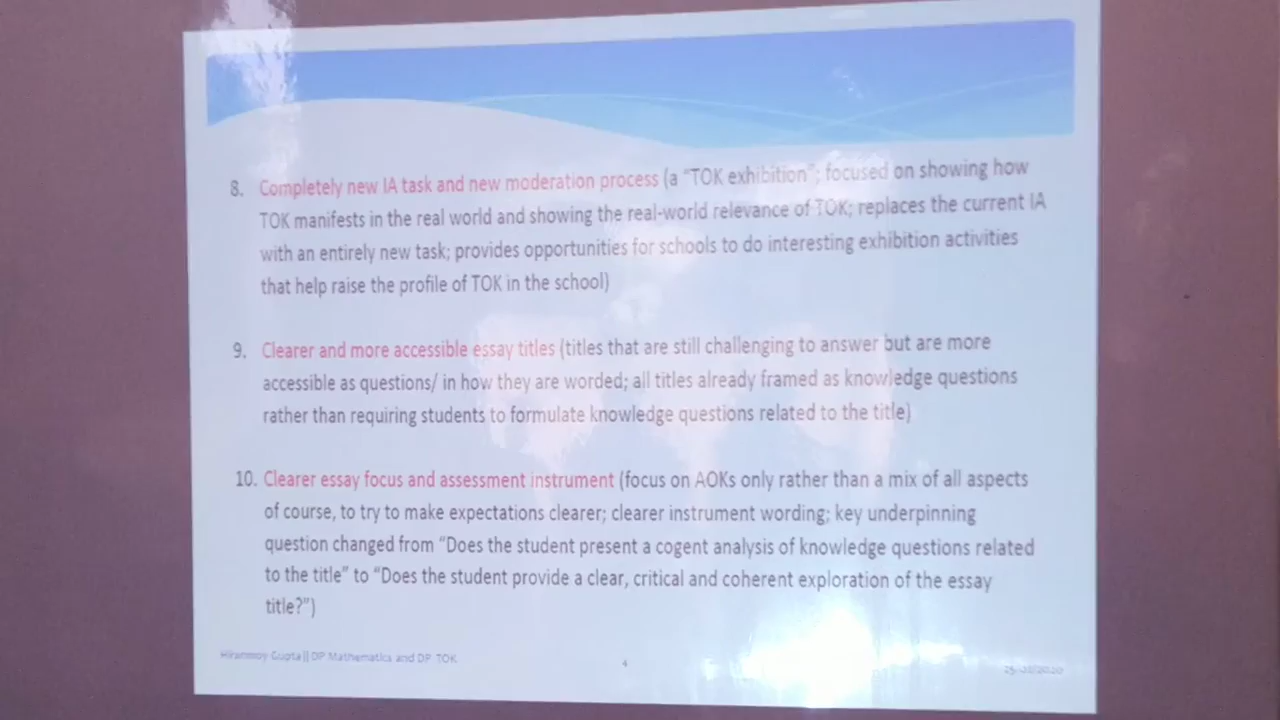 8. Completely new IA task and new moderation process (a “TOK exhibition”; focused on showing how
TOK manifests in the real world and showing the real-world relevance of TOK; replaces the current IA
with an entirely new task; provides opportunities for schools to do interesting exhibition activities
that help raise the profile of TOK in the school)
9. Clearer and more accessible essay titles (titles that are still challenging to answer but are more
accessible as questions/ in how they are worded; all titles already framed as knowledge questions
rather than requiring students to formulate knowledge questions related to the title)
10. Clearer essay focus and assessment instrument (focus on AOKs only rather than a mix of all aspects
of course, to try to make expectations clearer; clearer instrument wording; key underpinning
question changed from “Does the student present a cogent analysis of knowledge questions related
to the title” to “Does the student provide a clear, critical and coherent exploration of the essay
title?”)
Gupta || DP Mathematics and DP TOK
4